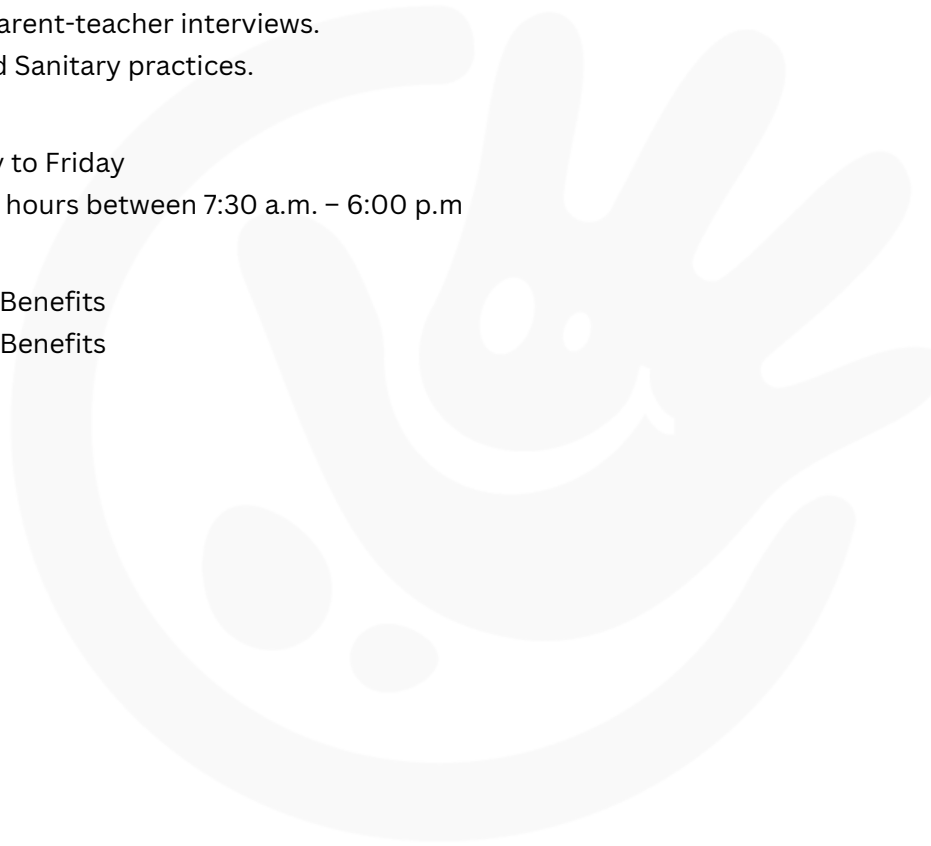 arent-teacher interviews.
d Sanitary practices.
y to Friday
hours between 7:30 a.m. – 6:00 p.m
Benefits
Benefits